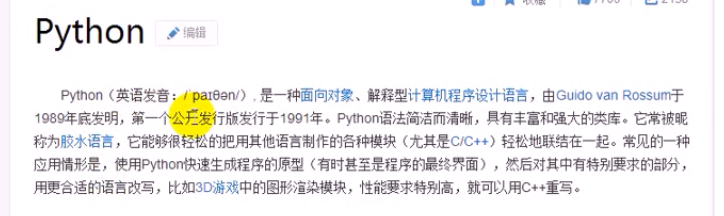 Python 编辑
Python（英语发音：/ˈpaɪθən/）, 是一种面向对象、解释型计算机程序设计语言，由Guido van Rossum于
1989年底发明，第一个公开发行版发行于1991年。Python语法简洁而清晰，具有丰富和强大的类库。它常被昵
称为胶水语言，它能够很轻松的把用其他语言制作的各种模块（尤其是C/C++）轻松地联结在一起。常见的一种
应用情形是，使用Python快速生成程序的原型（有时甚至是程序的最终界面），然后对其中有特别要求的部分，
用更合适的语言改写，比如3D游戏中的图形渲染模块，性能要求特别高，就可以用C++重写。